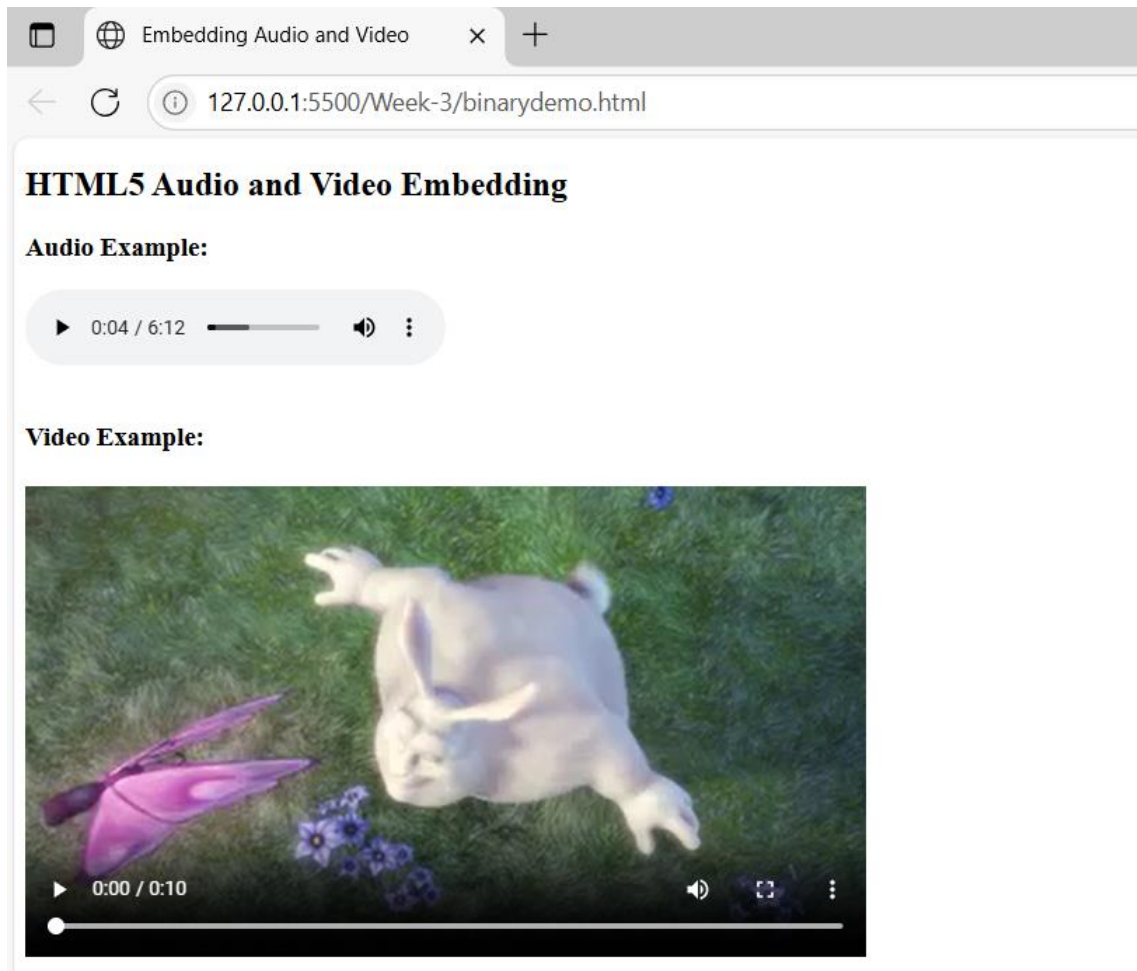 Embedding Audio and Video
127.0.0.1:5500/Week-3/binarydemo.html
HTML5 Audio and Video Embedding
Audio Example:
0:04 / 6:12
Video Example:
0:00 / 0:10